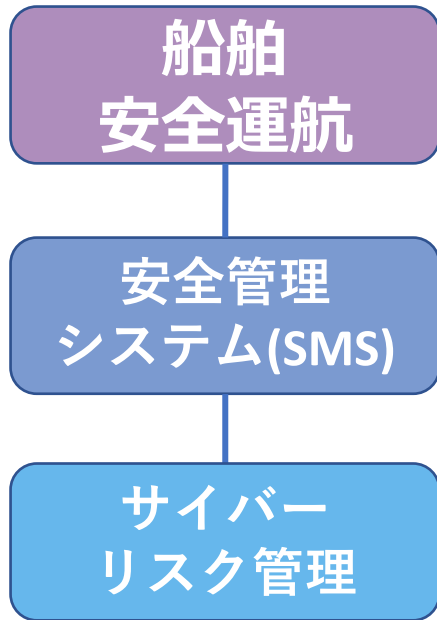 船舶
安全運航
安全管理
システム(SMS)
サイバー
リスク管理